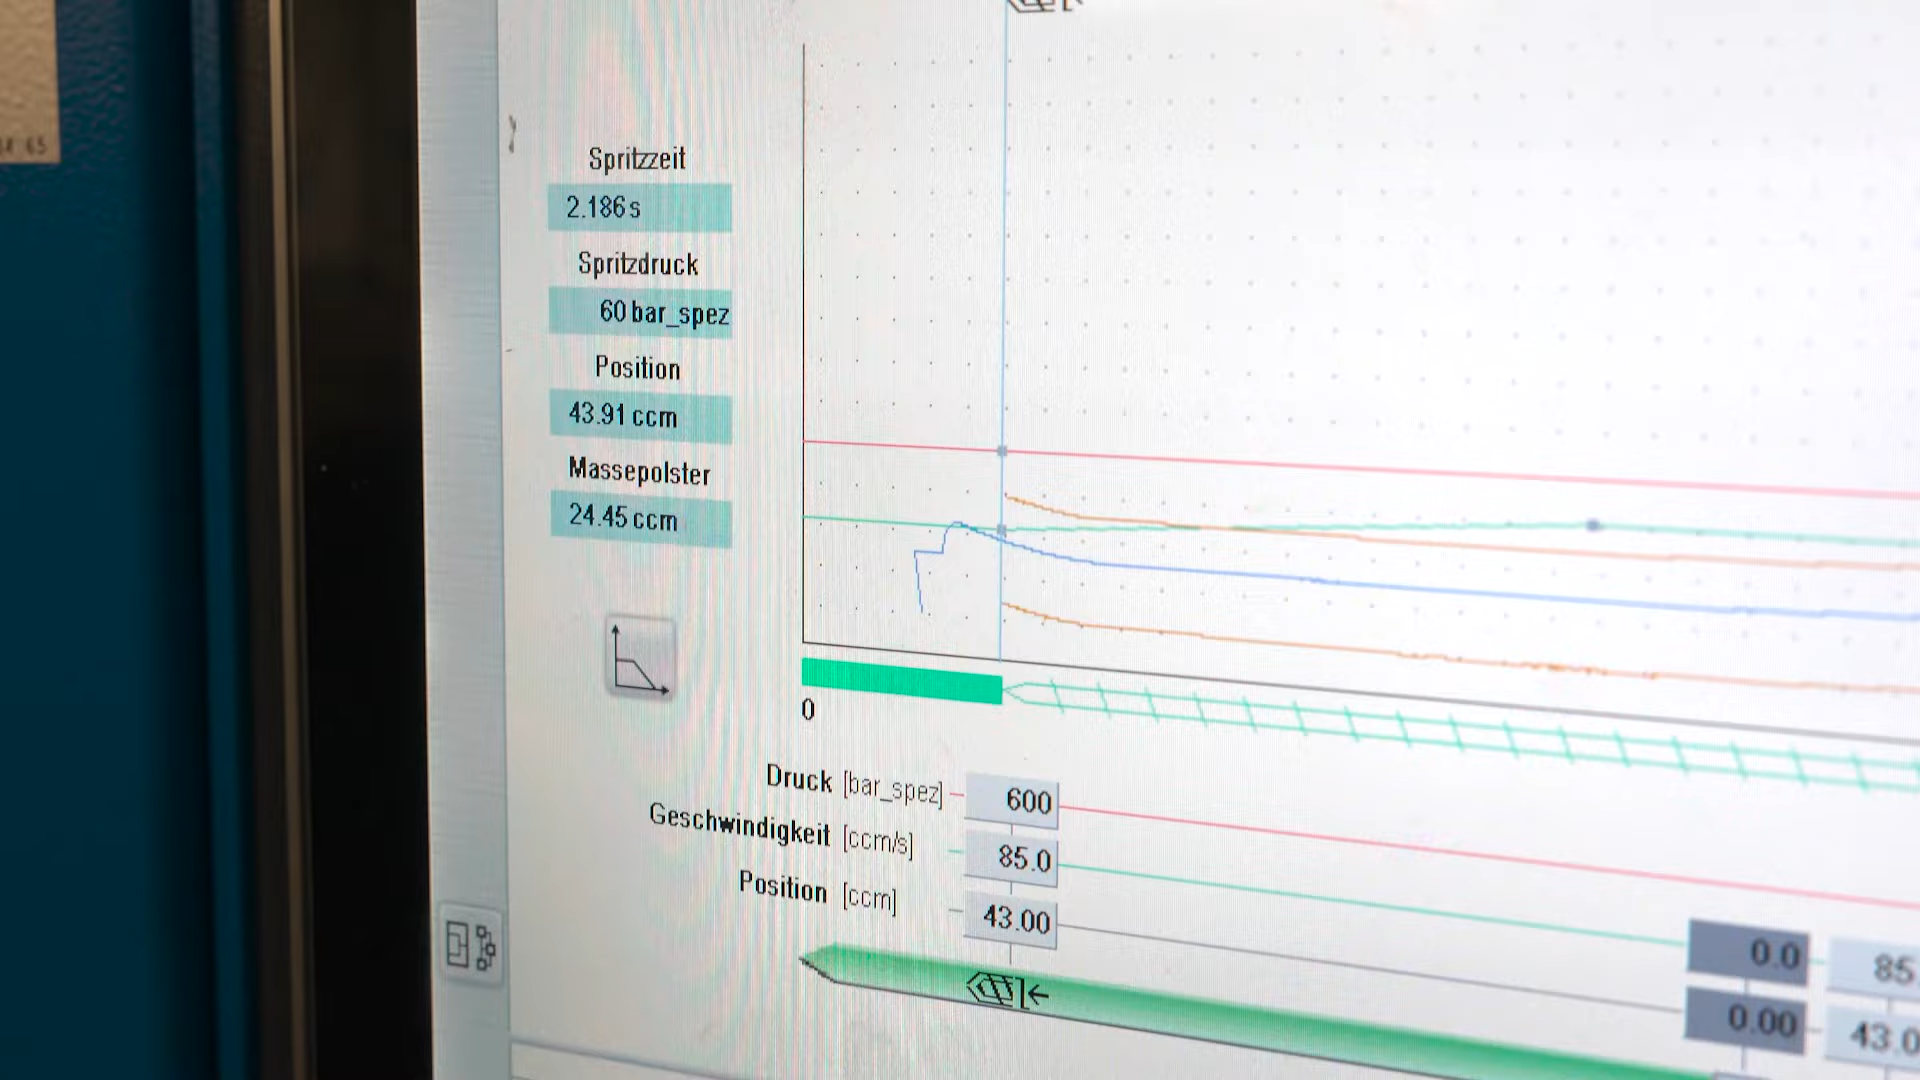 Spritzzeit
2.186 s
Spritzdruck
60 bar_spez
Position
43.91 ccm
Massepolster
24.45 ccm
0
Druck [bar_spez] 600
Geschwindigkeit [ccm/s] 85.0 0.0 85.
Position [ccm] 43.00 0.00 43.0
65